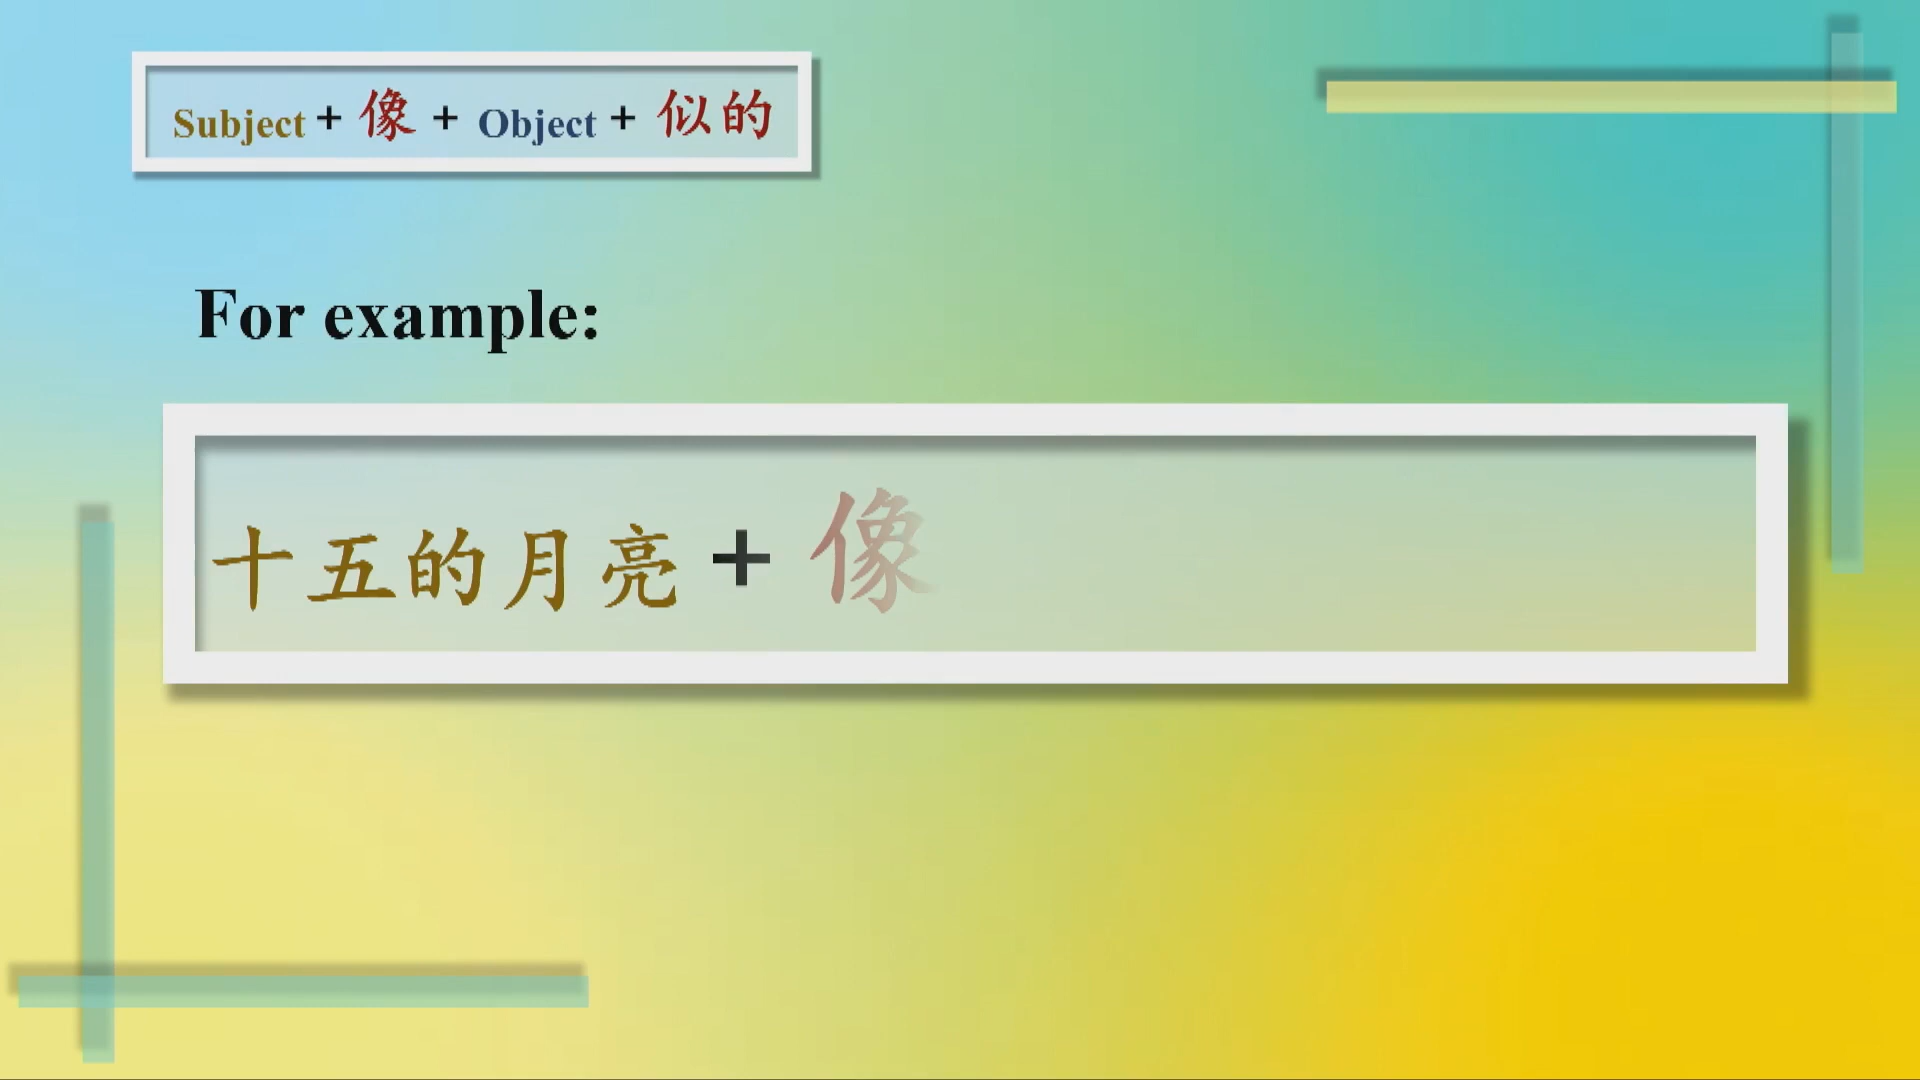 Subject + 像 + Object + 似的
For example:
十五的月亮 + 像